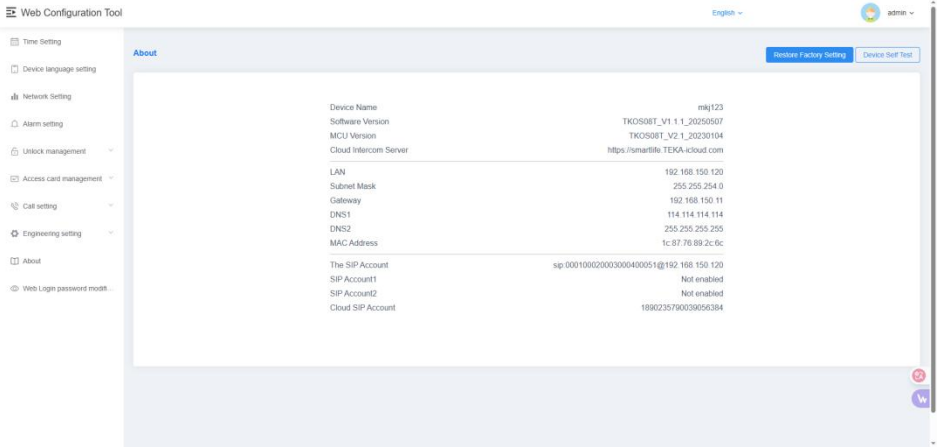 Web Configuration Tool
English
admin
Time Setting
Device language setting
Network Setting
Alarm setting
Unlock management
Access card management
Call setting
Engineering setting
About
Web Login password modifi...
About
Restore Factory Setting
Device Self Test
Device Name mkj123
Software Version TKOS08T_V1.1.1_20250507
MCU Version TKOS08T_V2.1_20230104
Cloud Intercom Server https://smartlife.TEKA-icloud.com
LAN 192.168.150.120
Subnet Mask 255.255.254.0
Gateway 192.168.150.11
DNS1 114.114.114.114
DNS2 255.255.255.255
MAC Address 1c:87:76:89:2c:6c
The SIP Account sip:000100020003000400051@192.168.150.120
SIP Account1 Not enabled
SIP Account2 Not enabled
Cloud SIP Account 1890235790039056384